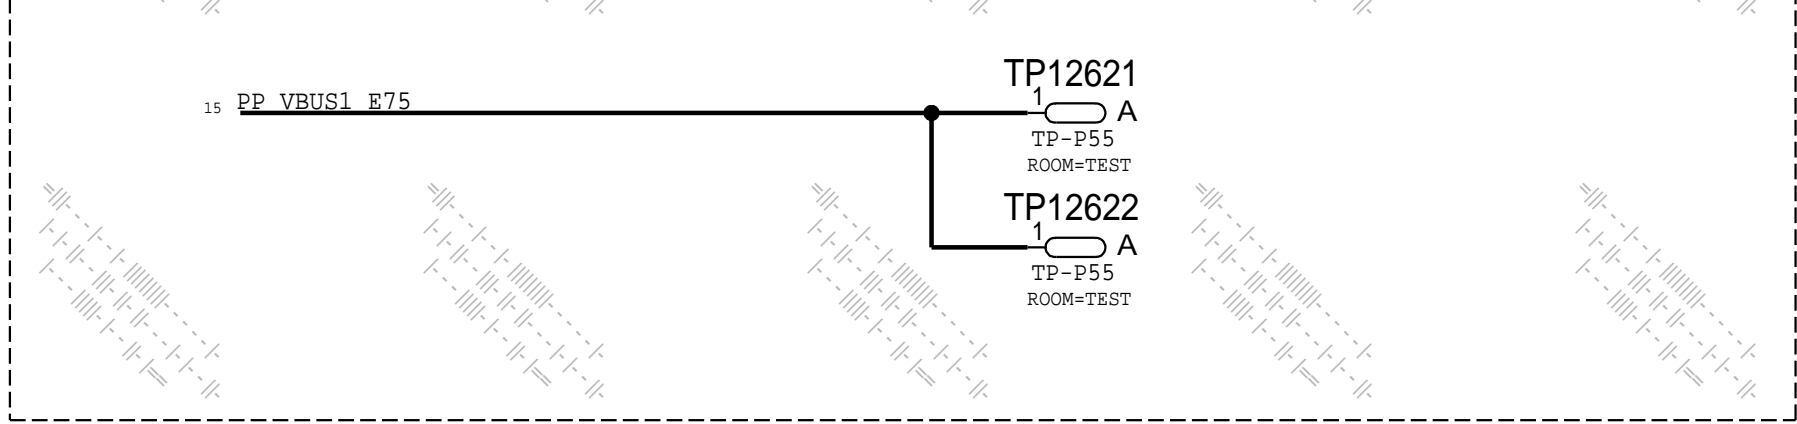 TP12621
15 PP_VBUS1_E75 1 A
TP-P55
ROOM=TEST
TP12622
1 A
TP-P55
ROOM=TEST